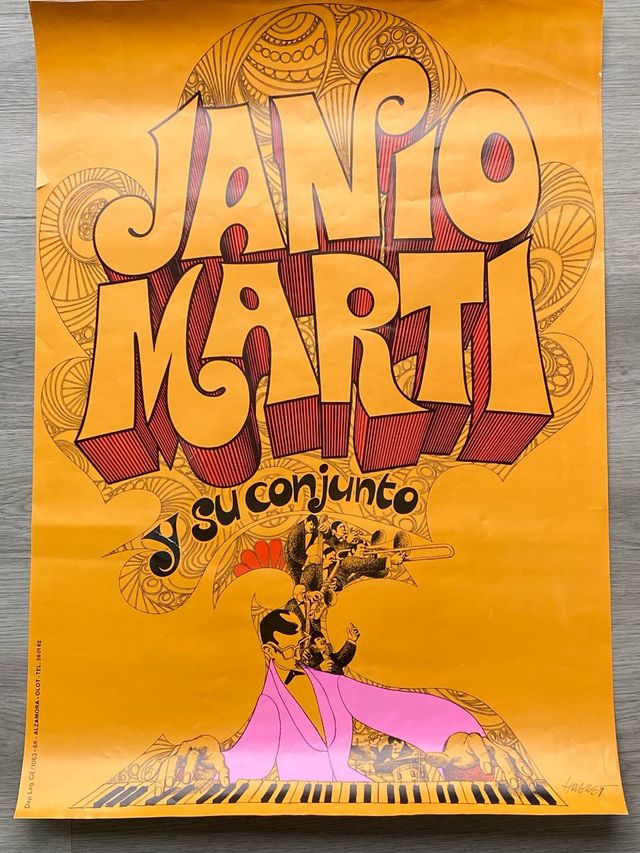 JANIO
MARTI
y su conjunto
Dep. Leg. GE/1063-68 - ALZAMORA - OLOT - TEL. 26 01 62